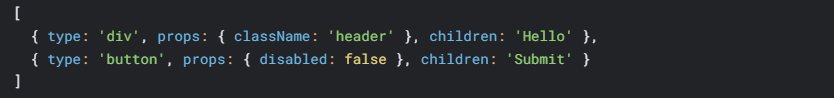 [
  { type: 'div', props: { className: 'header' }, children: 'Hello' },
  { type: 'button', props: { disabled: false }, children: 'Submit' }
]